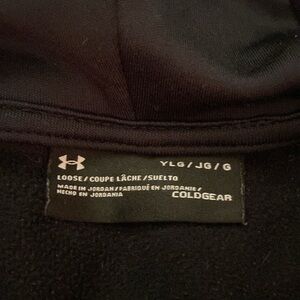 YLG / JG / G
LOOSE / COUPE LÂCHE / SUELTO
MADE IN JORDAN / FABRIQUÉ EN JORDANIE /
HECHO EN JORDANIA
COLDGEAR